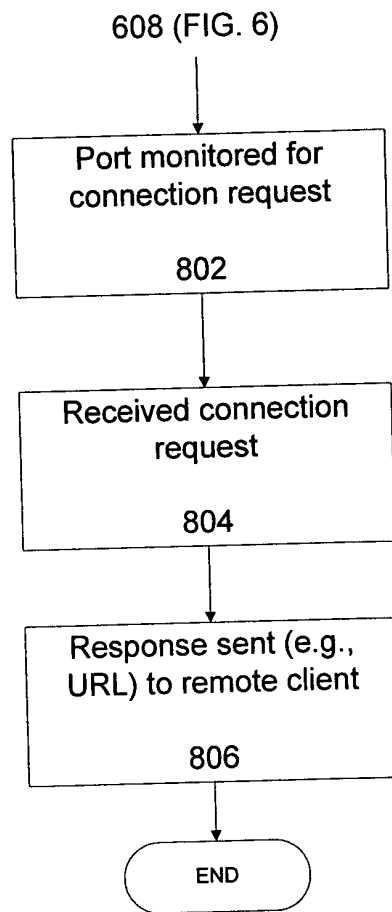 608 (FIG. 6)
Port monitored for
connection request
802
Received connection
request
804
Response sent (e.g.,
URL) to remote client
806
END